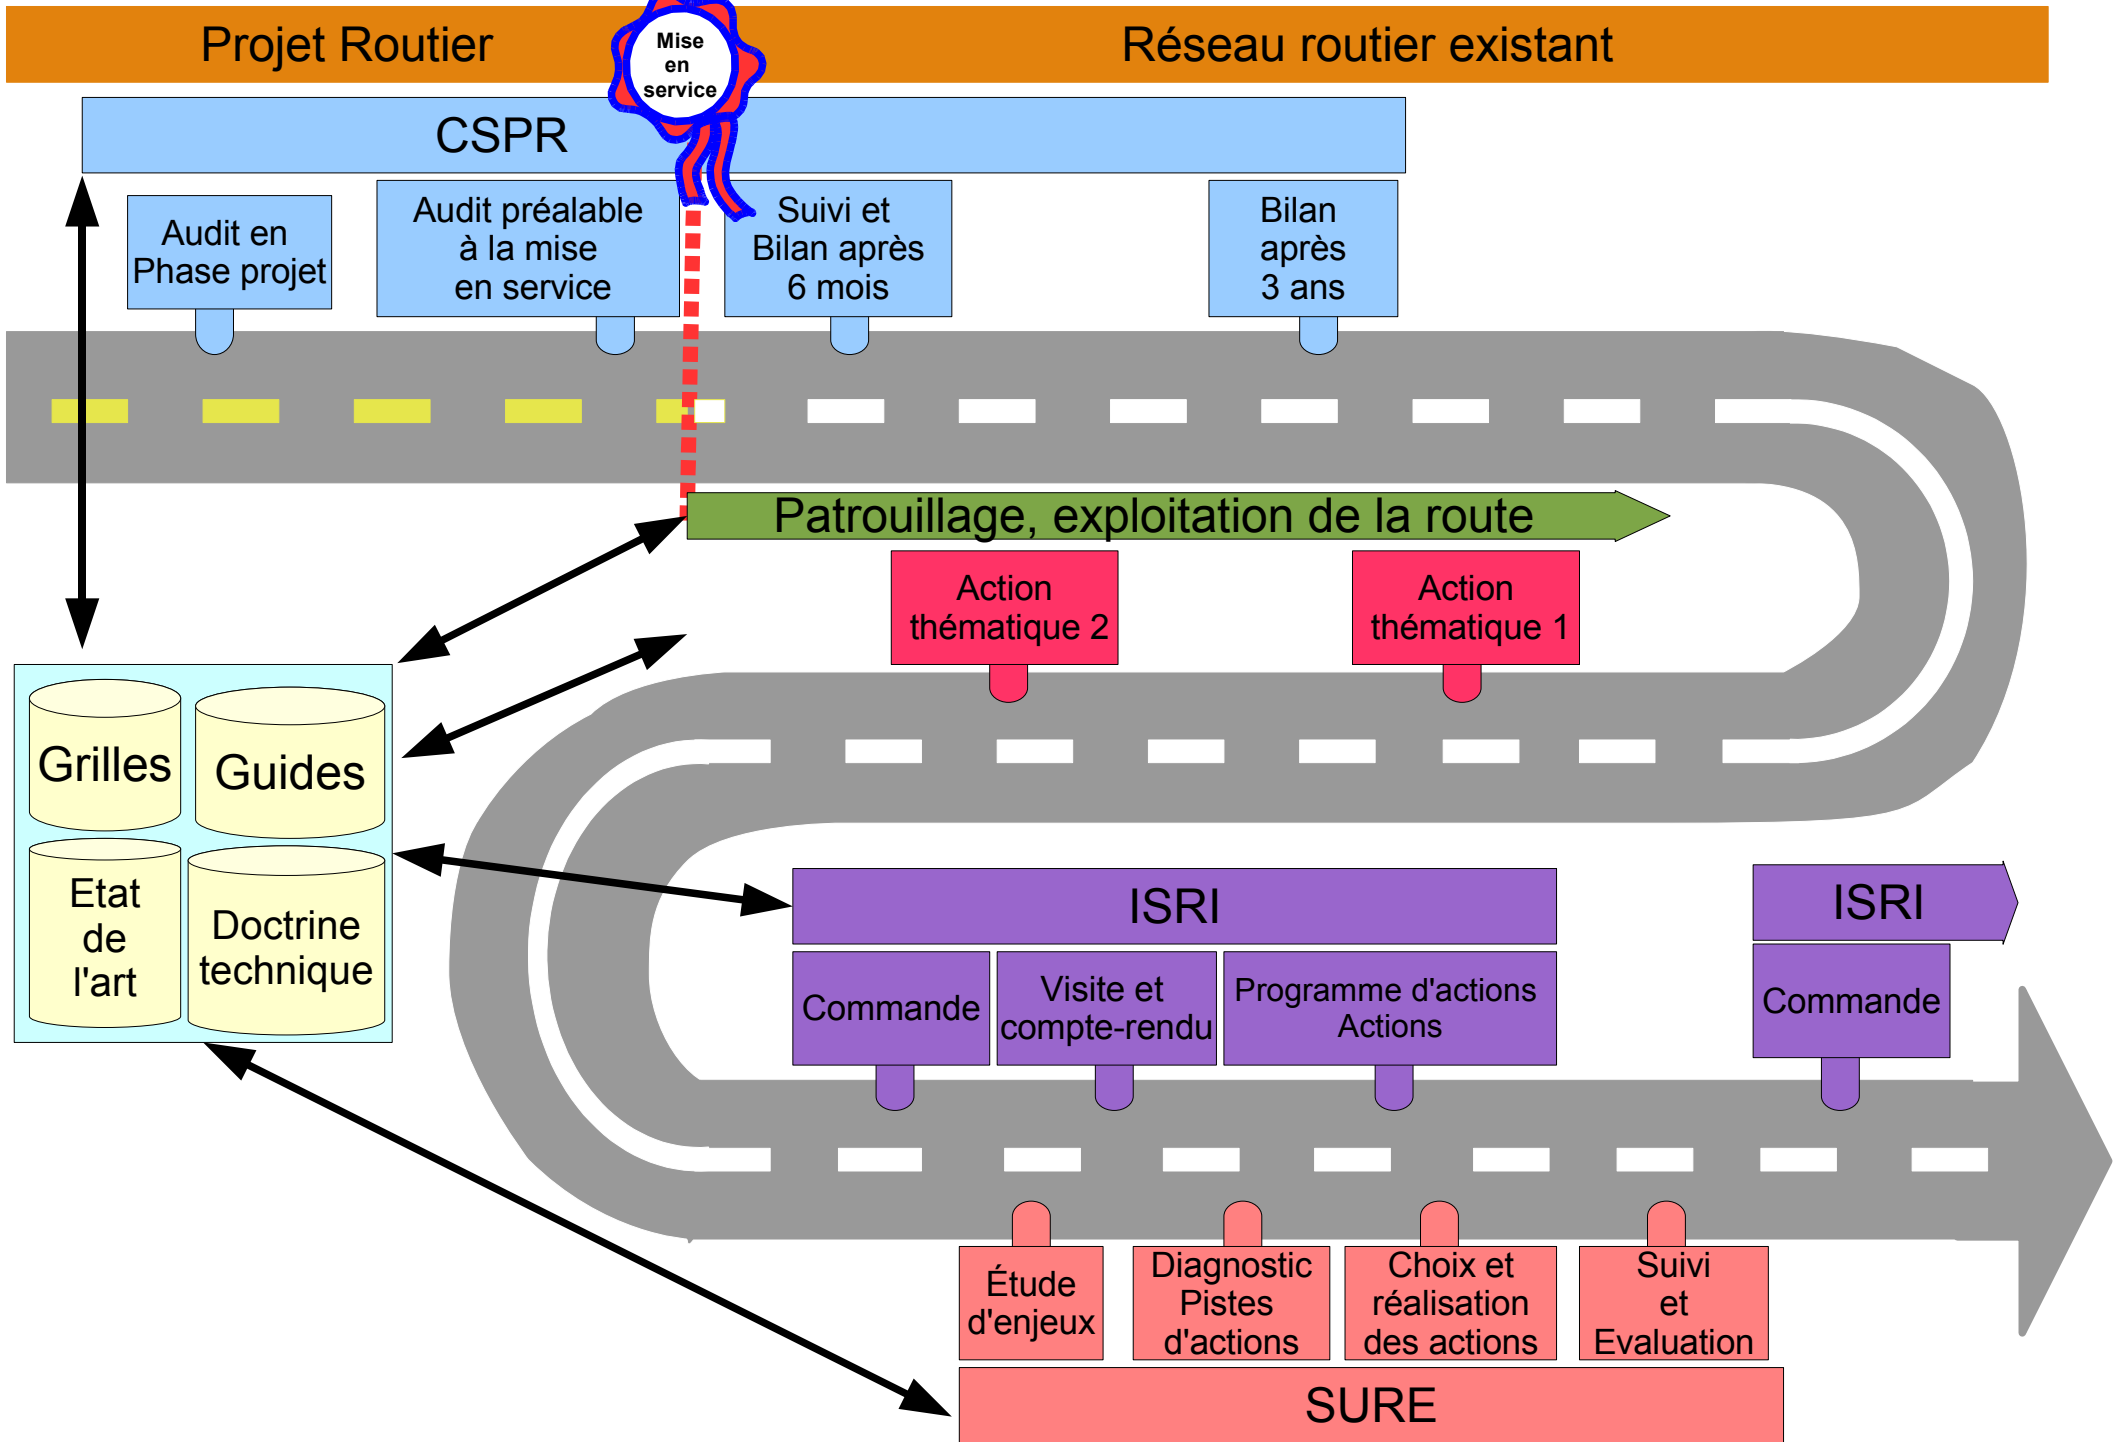 Projet Routier
Mise
en
service
Réseau routier existant
CSPR
Audit en
Phase projet
Audit préalable
à la mise
en service
Suivi et
Bilan après
6 mois
Bilan
après
3 ans
Patrouillage, exploitation de la route
Action
thématique 2
Action
thématique 1
Grilles
Guides
Etat
de
l'art
Doctrine
technique
ISRI
Commande
Visite et
compte-rendu
Programme d'actions
Actions
ISRI
Commande
Étude
d'enjeux
Diagnostic
Pistes
d'actions
Choix et
réalisation
des actions
Suivi
et
Evaluation
SURE